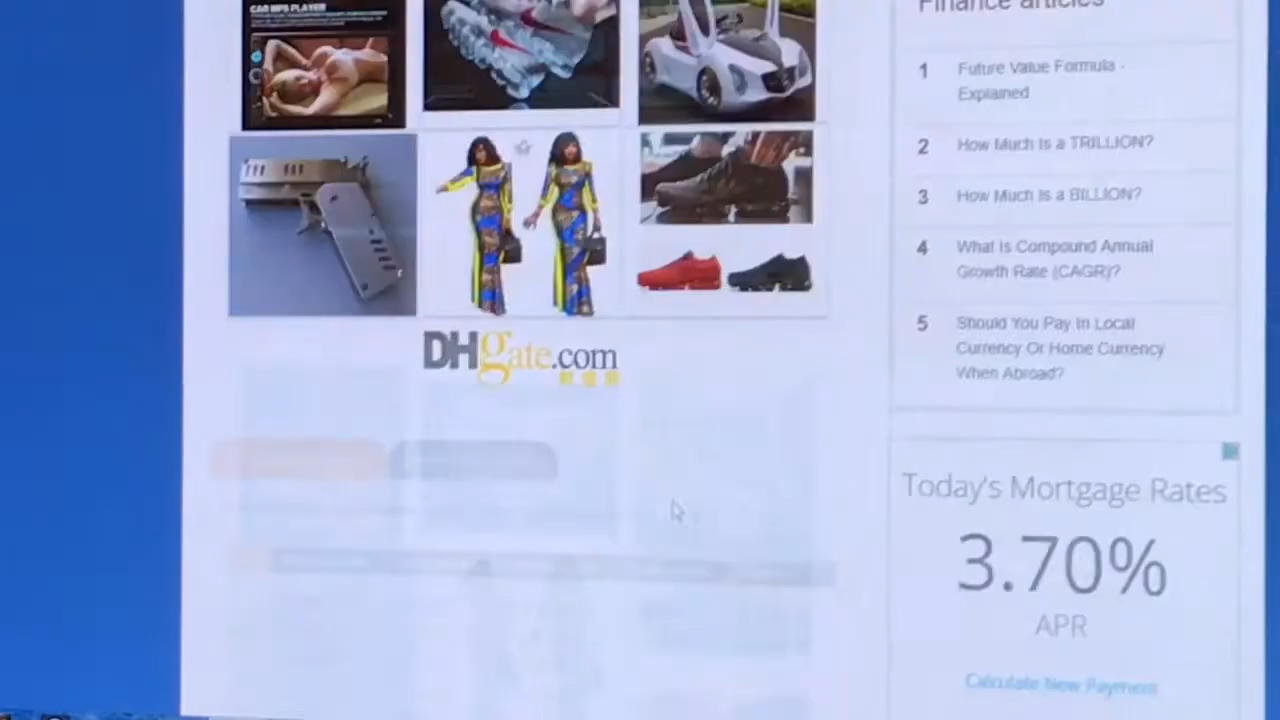 CAR MP5 PLAYER
DHgate.com
Finance articles
1 Future Value Formula -
Explained
2 How Much Is a TRILLION?
3 How Much Is a BILLION?
4 What Is Compound Annual
Growth Rate (CAGR)?
5 Should You Pay In Local
Currency Or Home Currency
When Abroad?
Today's Mortgage Rates
3.70%
APR
Calculate New Payment